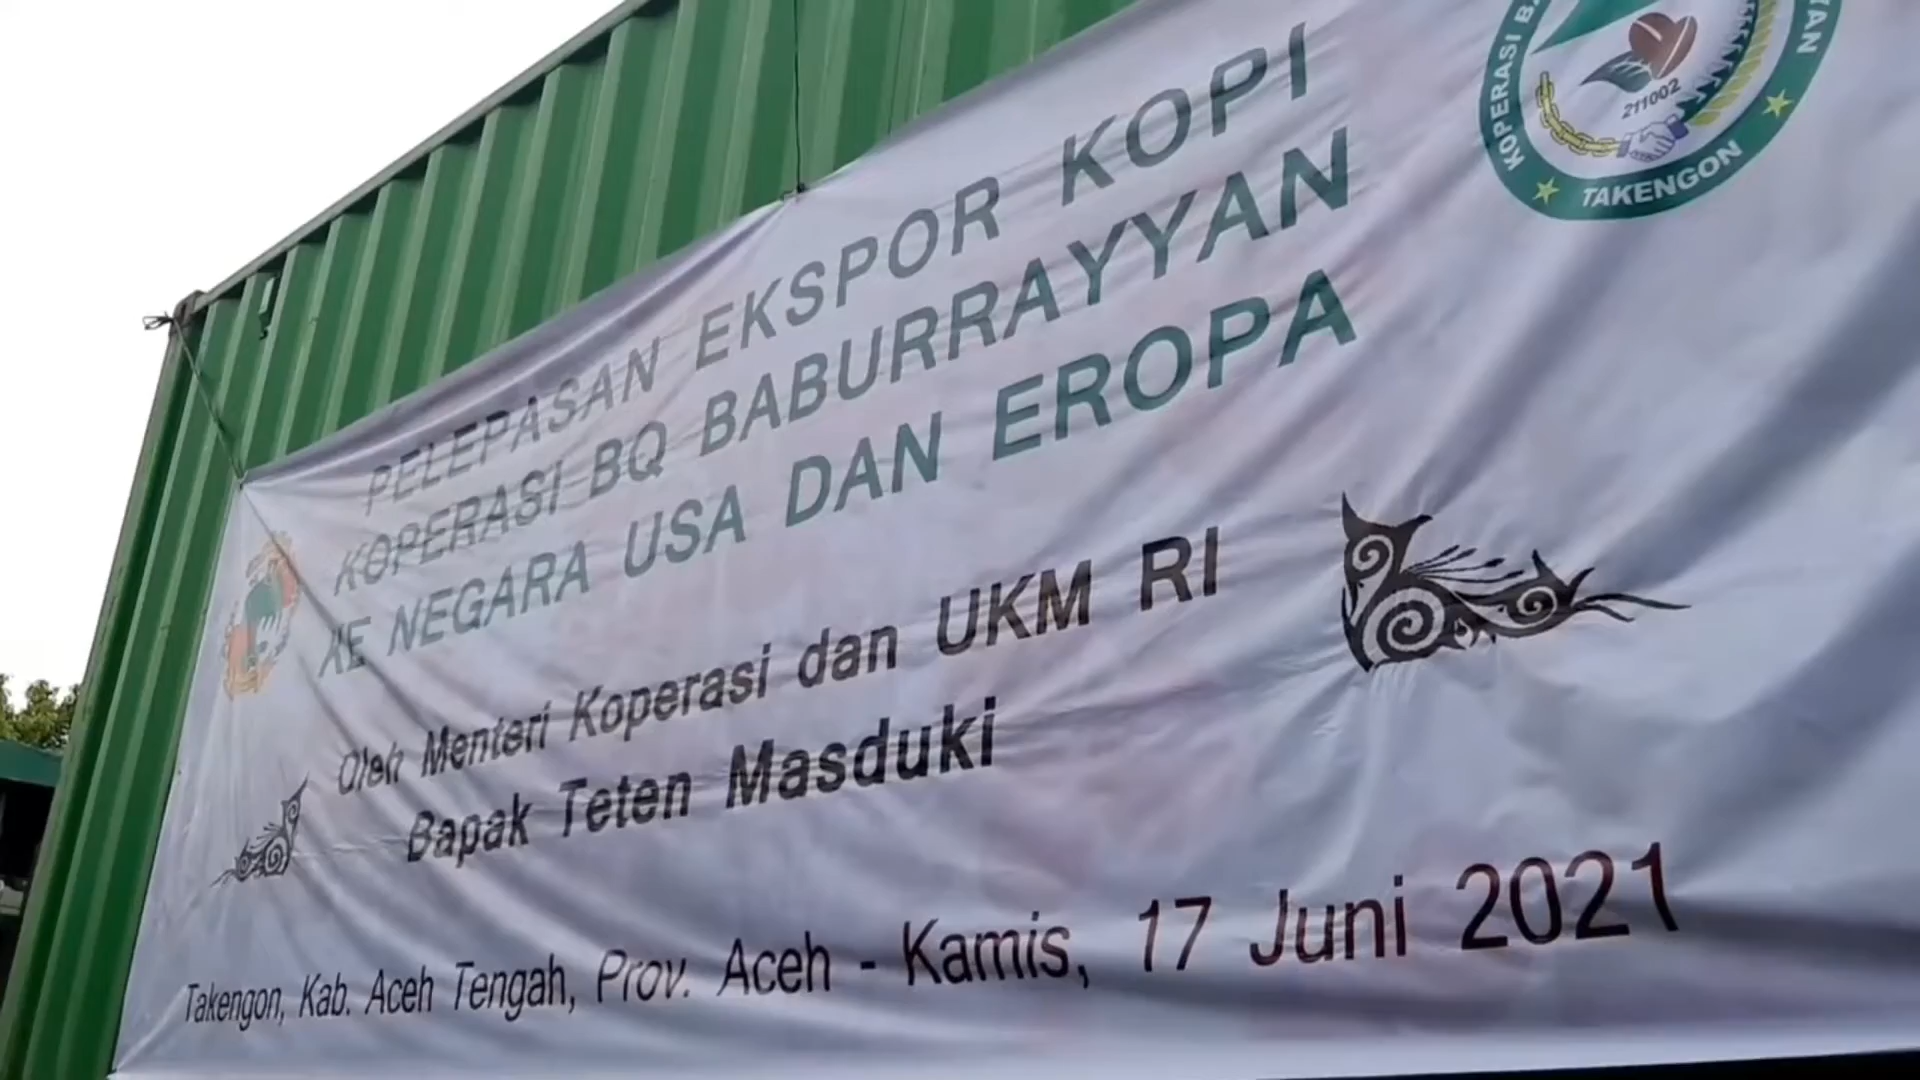 PELEPASAN EKSPOR KOPI
KOPERASI BQ BABURRAYYAN
KE NEGARA USA DAN EROPA
Oleh Menteri Koperasi dan UKM RI
Bapak Teten Masduki
Takengon, Kab. Aceh Tengah, Prov. Aceh - Kamis, 17 Juni 2021
KOPERASI
211002
TAKENGON